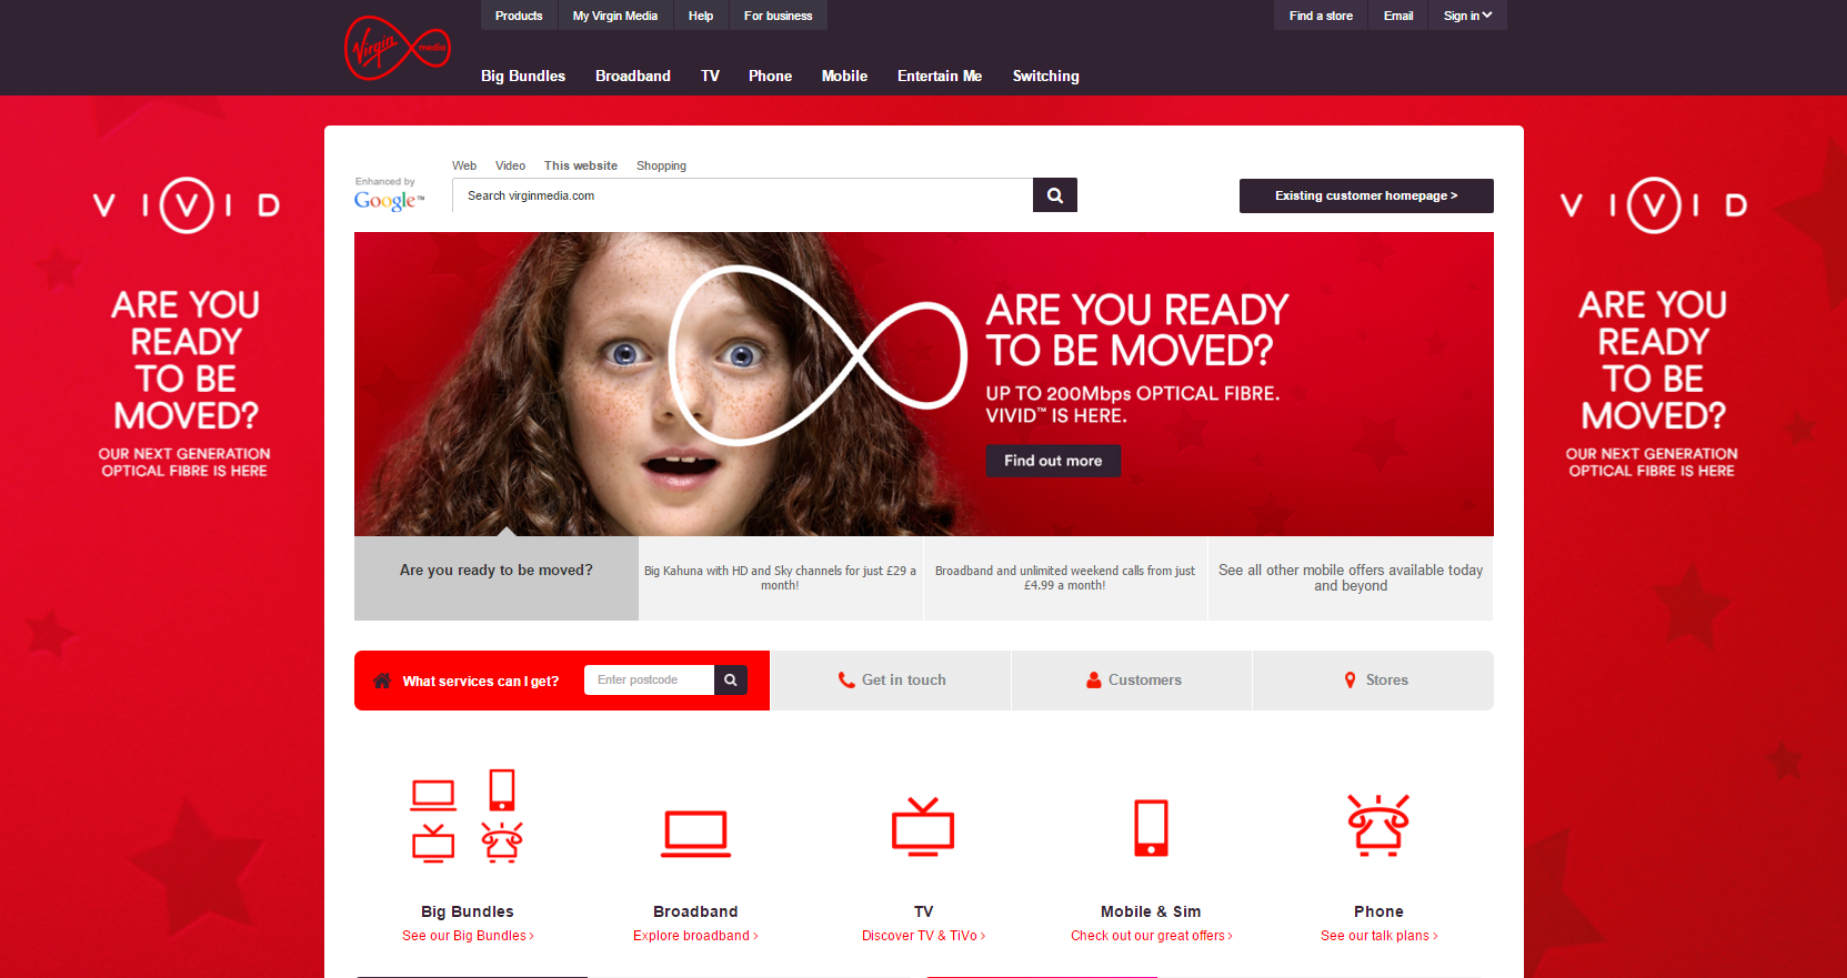 Products
My Virgin Media
Help
For business
Find a store
Email
Sign in
Virgin
media
Big Bundles
Broadband
TV
Phone
Mobile
Entertain Me
Switching
VIVID
ARE YOU
READY
TO BE
MOVED?
OUR NEXT GENERATION
OPTICAL FIBRE IS HERE
Web
Video
This website
Shopping
Enhanced by
Google™
Search virginmedia.com
Existing customer homepage >
ARE YOU READY
TO BE MOVED?
UP TO 200Mbps OPTICAL FIBRE.
VIVID™ IS HERE.
Find out more
Are you ready to be moved?
Big Kahuna with HD and Sky channels for just £29 a
month!
Broadband and unlimited weekend calls from just
£4.99 a month!
See all other mobile offers available today
and beyond
What services can I get?
Enter postcode
Get in touch
Customers
Stores
Big Bundles
See our Big Bundles ›
Broadband
Explore broadband ›
TV
Discover TV & TiVo ›
Mobile & Sim
Check out our great offers ›
Phone
See our talk plans ›
VIVID
ARE YOU
READY
TO BE
MOVED?
OUR NEXT GENERATION
OPTICAL FIBRE IS HERE